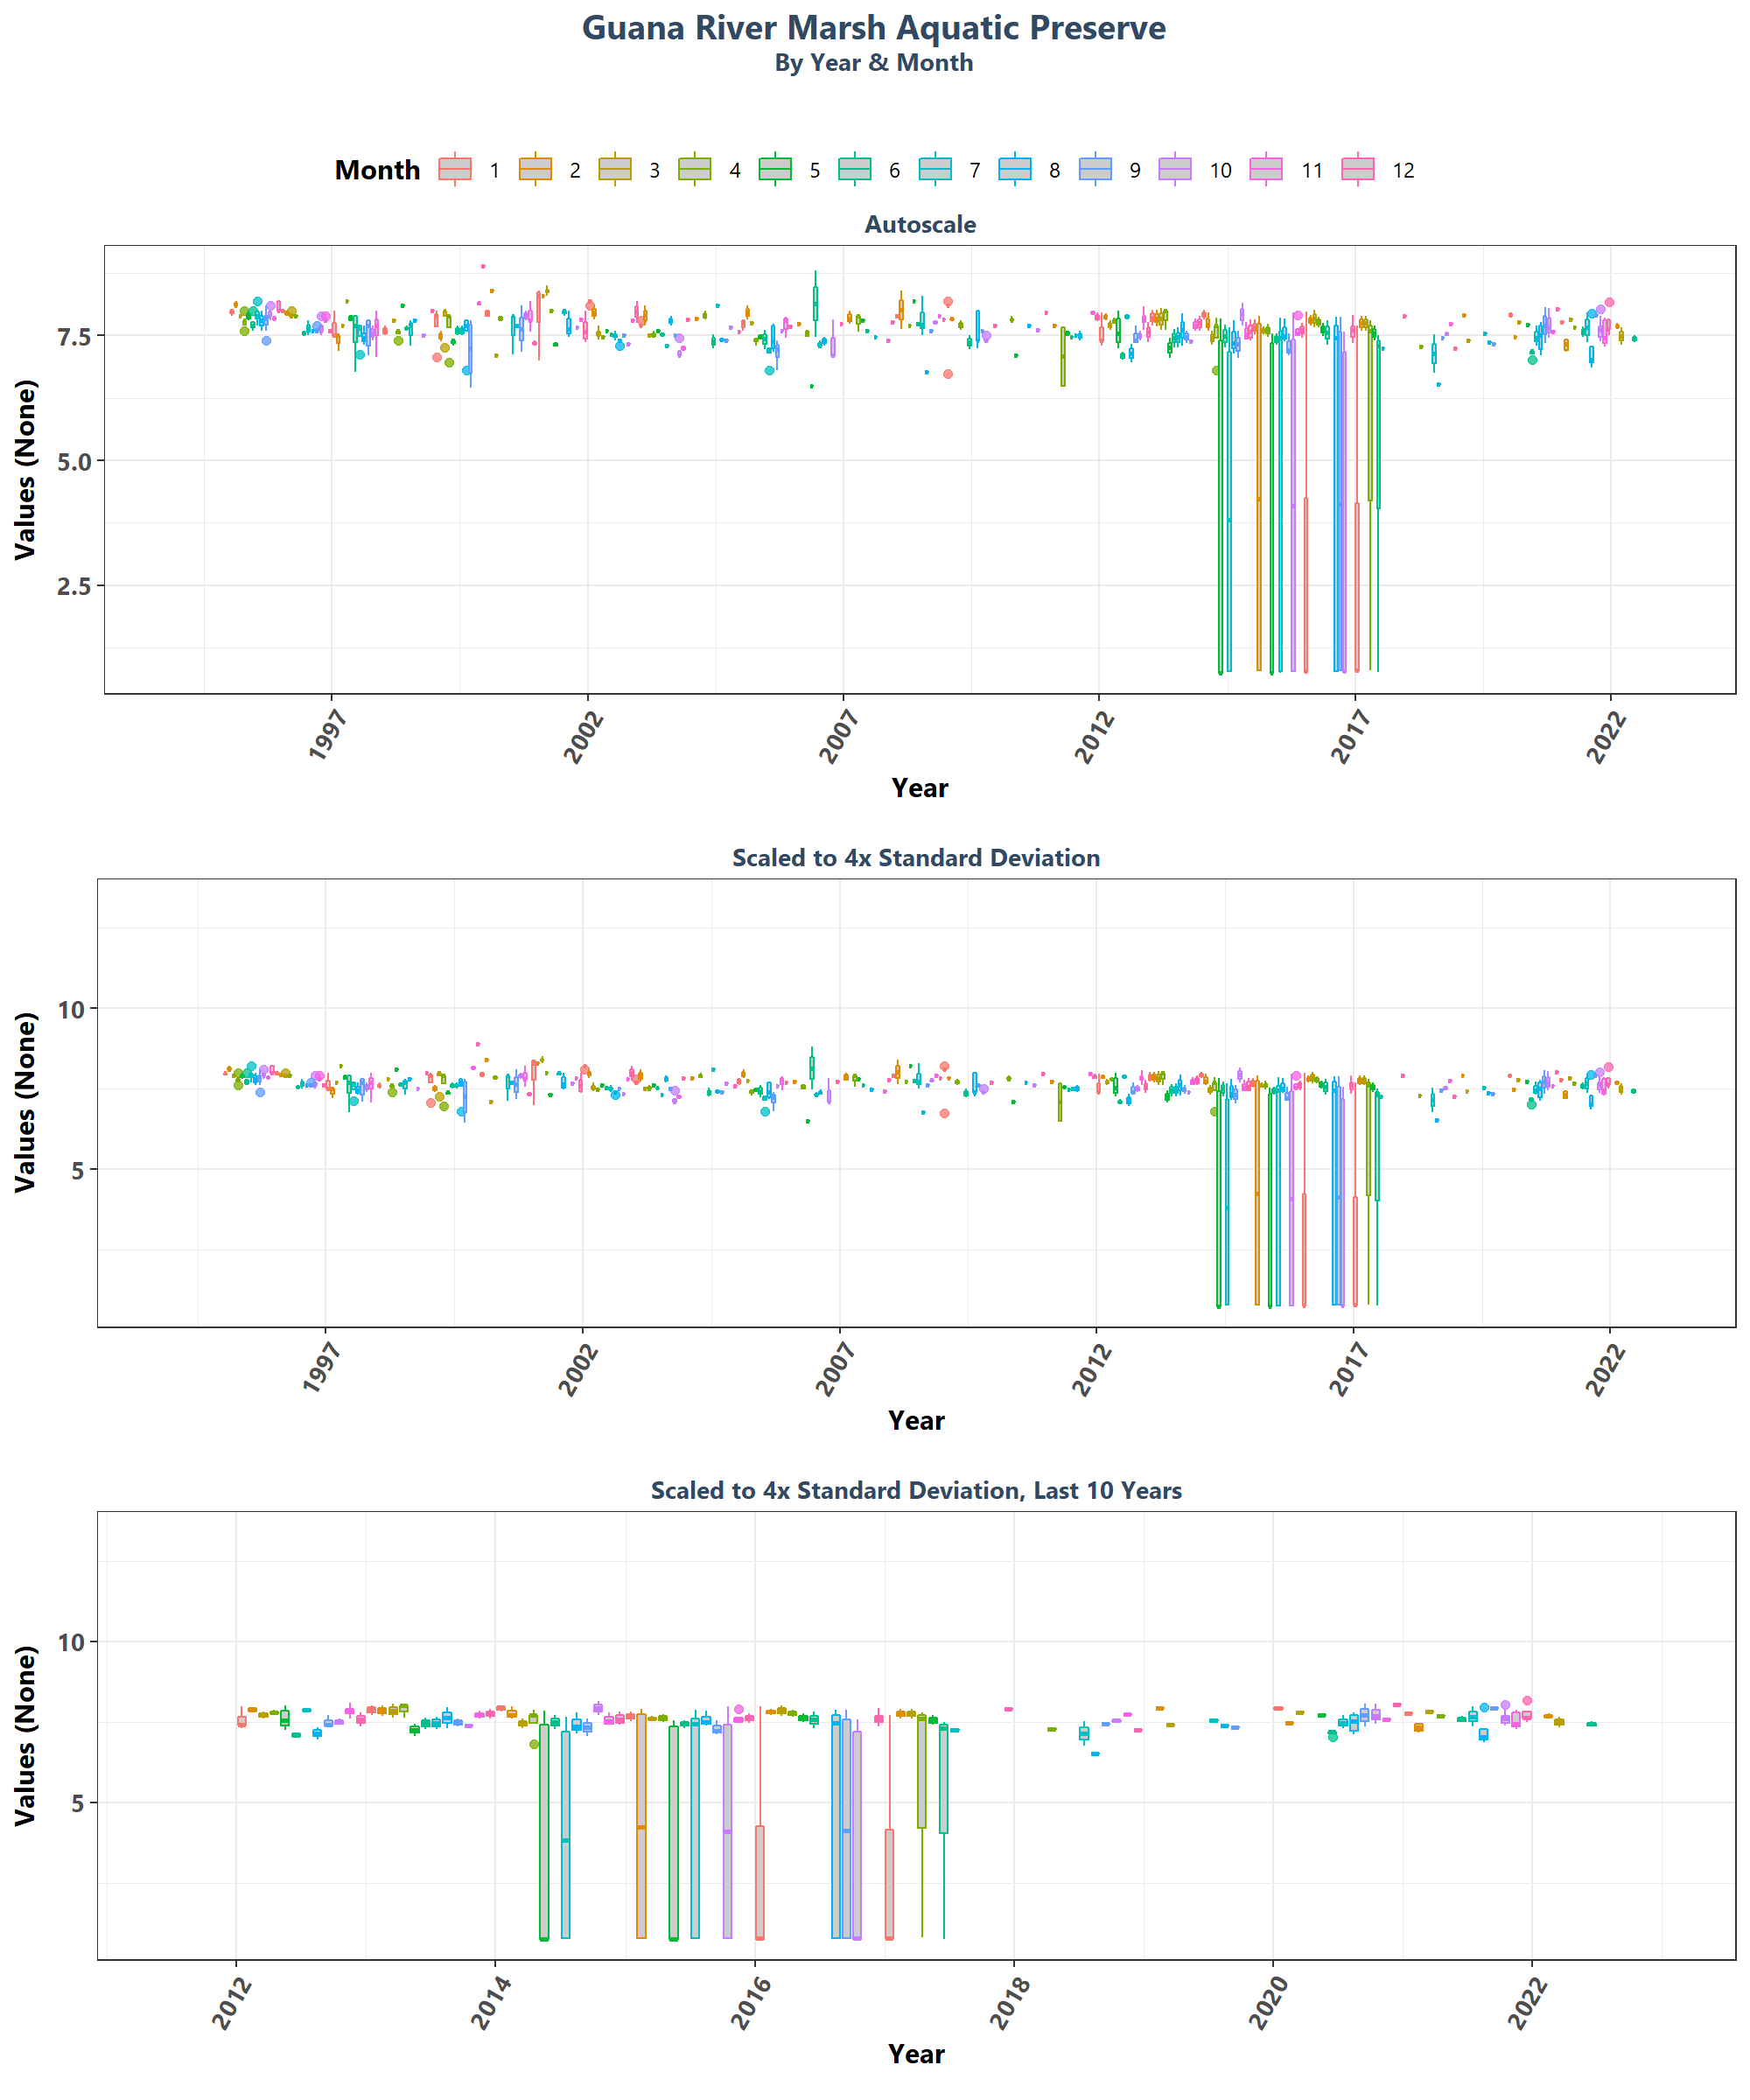 Guana River Marsh Aquatic Preserve
By Year & Month
Month 1 2 3 4 5 6 7 8 9 10 11 12
Autoscale
Values (None)
7.5
5.0
2.5
1997 2002 2007 2012 2017 2022
Year
Scaled to 4x Standard Deviation
Values (None)
10
5
1997 2002 2007 2012 2017 2022
Year
Scaled to 4x Standard Deviation, Last 10 Years
Values (None)
10
5
2012 2014 2016 2018 2020 2022
Year